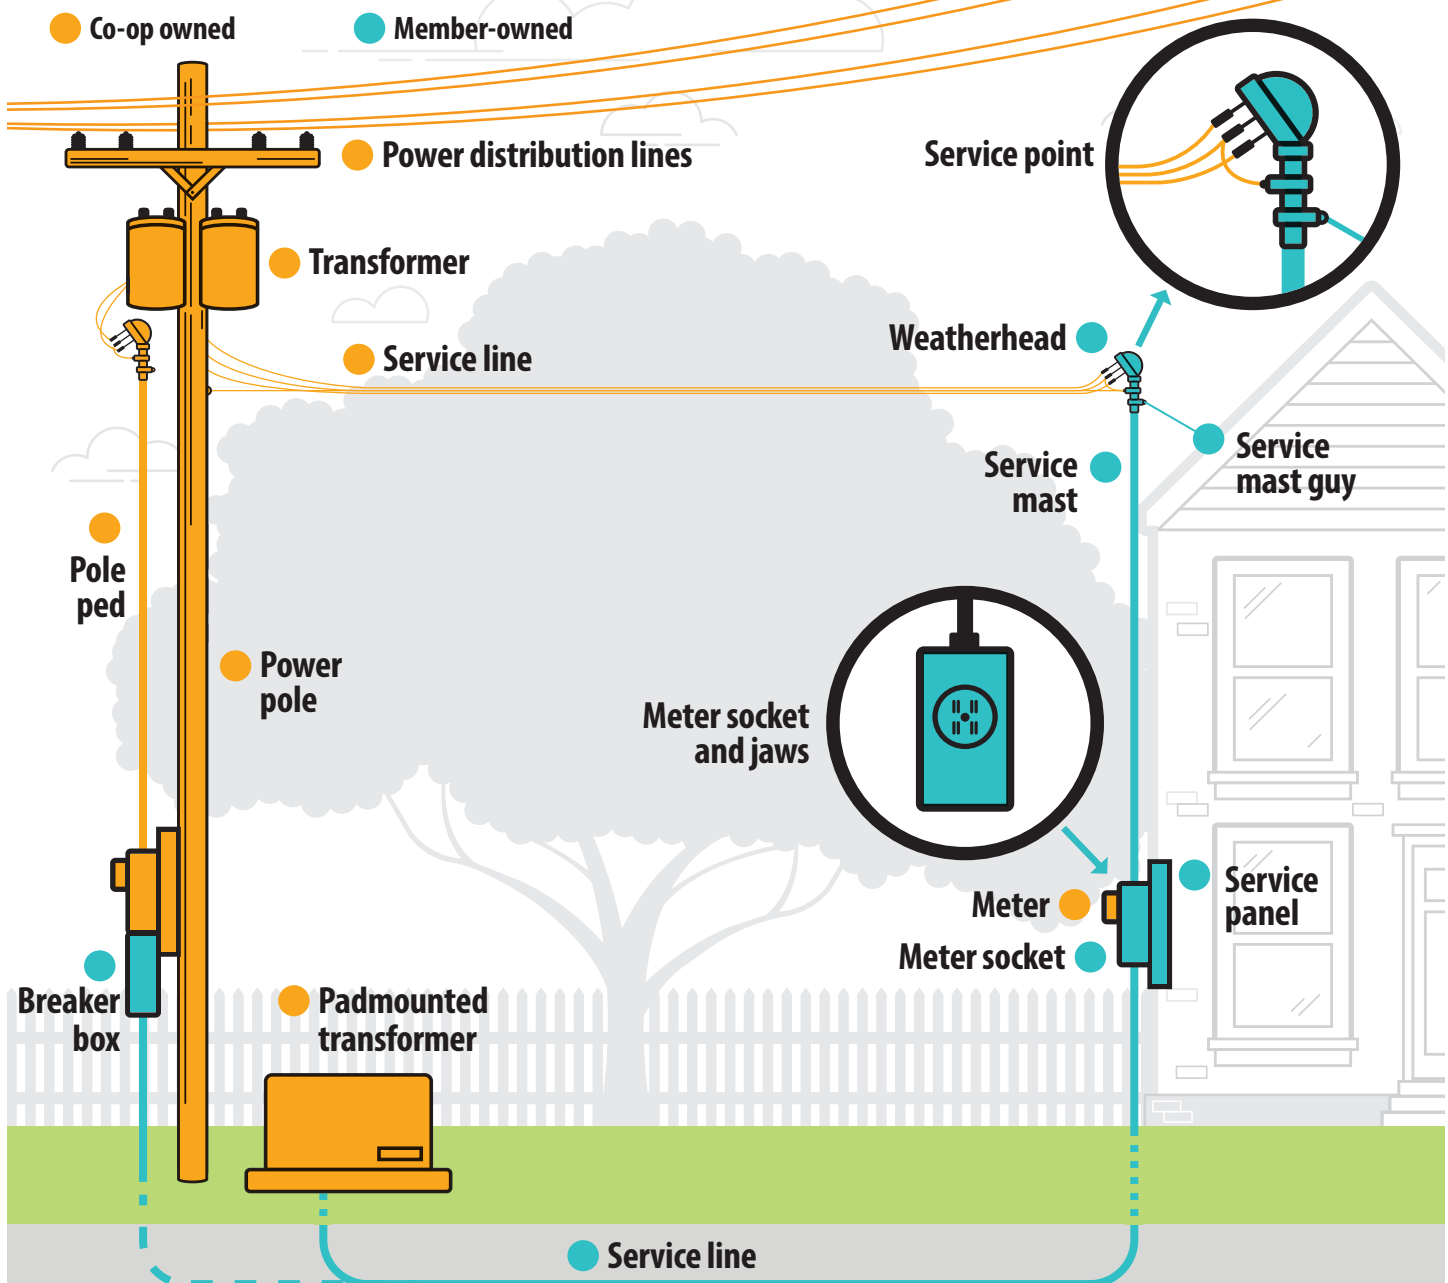 Co-op owned
Member-owned
Power distribution lines
Service point
Transformer
Weatherhead
Service line
Service
mast guy
Service
mast
Pole
ped
Power
pole
Meter socket
and jaws
Service
panel
Meter
Meter socket
Breaker
box
Padmounted
transformer
Service line